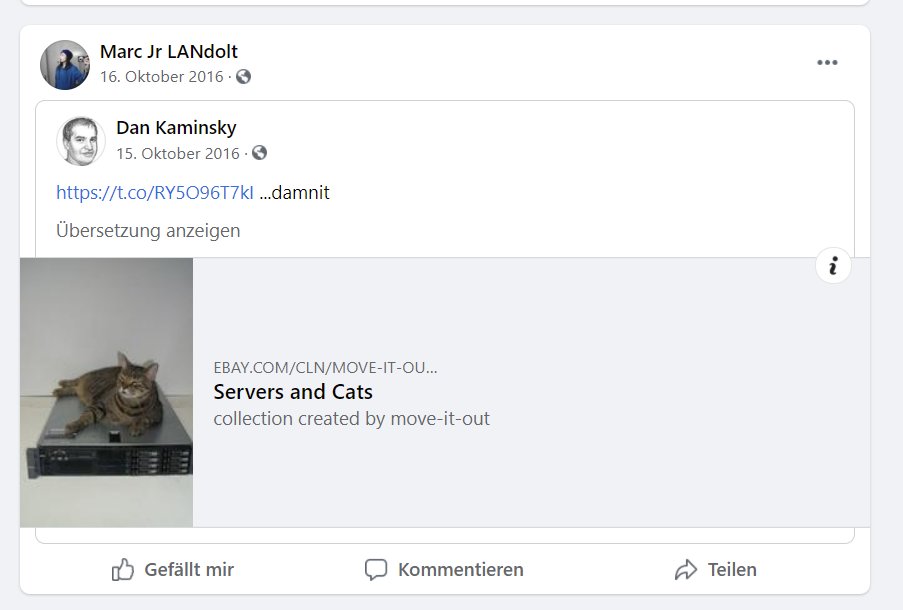 Marc Jr LANdolt
16. Oktober 2016 ·
Dan Kaminsky
15. Oktober 2016 ·
https://t.co/RY5O96T7kI ...damnit
Übersetzung anzeigen
i
EBAY.COM/CLN/MOVE-IT-OU...
Servers and Cats
collection created by move-it-out
Gefällt mir
Kommentieren
Teilen